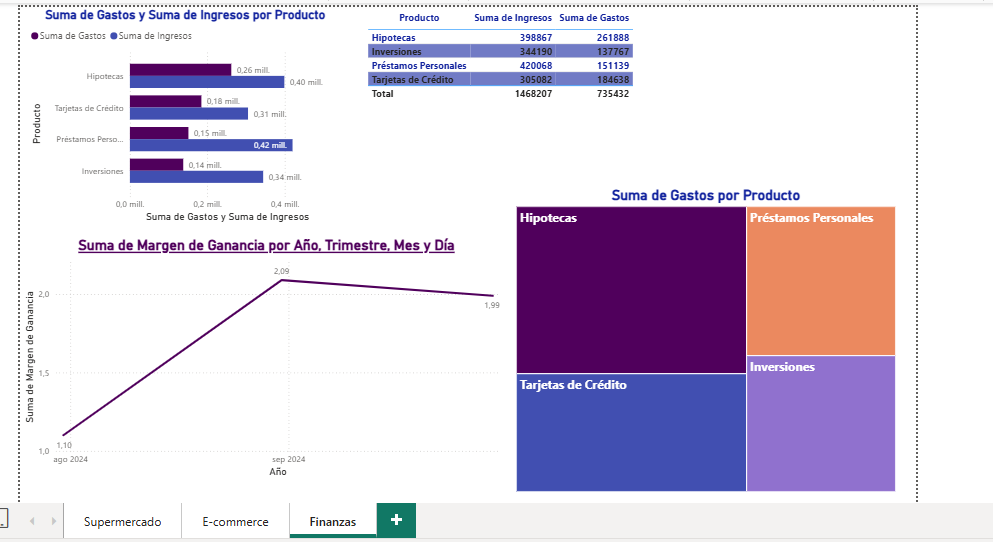 Suma de Gastos y Suma de Ingresos por Producto
Suma de Gastos Suma de Ingresos
Producto
Hipotecas
0,26 mill.
0,40 mill.
Tarjetas de Crédito
0,18 mill.
0,31 mill.
Préstamos Perso...
0,15 mill.
0,42 mill.
Inversiones
0,14 mill.
0,34 mill.
0,0 mill. 0,2 mill. 0,4 mill.
Suma de Gastos y Suma de Ingresos
Producto Suma de Ingresos Suma de Gastos
Hipotecas 398867 261888
Inversiones 344190 137767
Préstamos Personales 420068 151139
Tarjetas de Crédito 305082 184638
Total 1468207 735432
Suma de Margen de Ganancia por Año, Trimestre, Mes y Día
Suma de Margen de Ganancia
2,09
2,0
1,99
1,5
1,10
1,0
ago 2024 sep 2024
Año
Suma de Gastos por Producto
Hipotecas
Préstamos Personales
Inversiones
Tarjetas de Crédito
Supermercado E-commerce Finanzas +